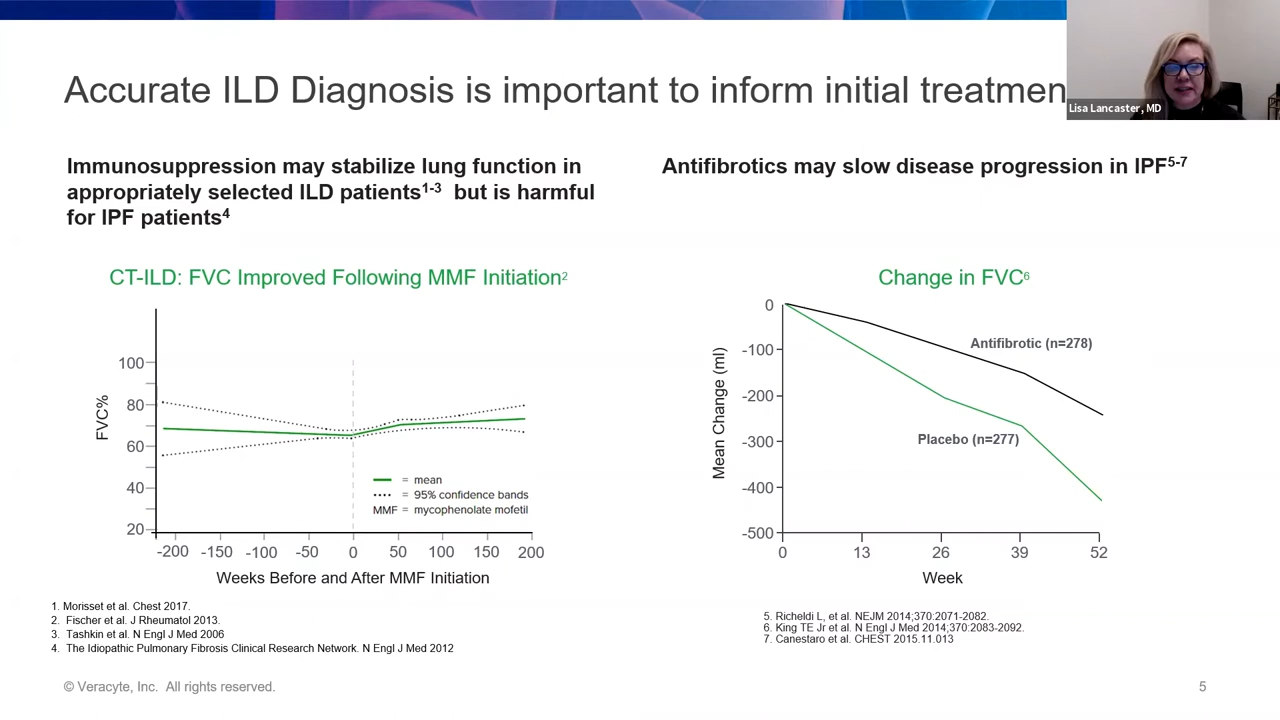 Accurate ILD Diagnosis is important to inform initial treatmen
Lisa Lancaster, MD
Immunosuppression may stabilize lung function in
appropriately selected ILD patients1-3 but is harmful
for IPF patients4
Antifibrotics may slow disease progression in IPF5-7
CT-ILD: FVC Improved Following MMF Initiation2
FVC%
100
80
60
40
20
-200 -150 -100 -50 0 50 100 150 200
= mean
= 95% confidence bands
MMF = mycophenolate mofetil
Weeks Before and After MMF Initiation
Change in FVC6
Mean Change (ml)
0
-100
-200
-300
-400
-500
Antifibrotic (n=278)
Placebo (n=277)
0 13 26 39 52
Week
1. Morisset et al. Chest 2017.
2. Fischer et al. J Rheumatol 2013.
3. Tashkin et al. N Engl J Med 2006
4. The Idiopathic Pulmonary Fibrosis Clinical Research Network. N Engl J Med 2012
5. Richeldi L, et al. NEJM 2014;370:2071-2082.
6. King TE Jr et al. N Engl J Med 2014;370:2083-2092.
7. Canestaro et al. CHEST 2015.11.013
© Veracyte, Inc. All rights reserved.
5